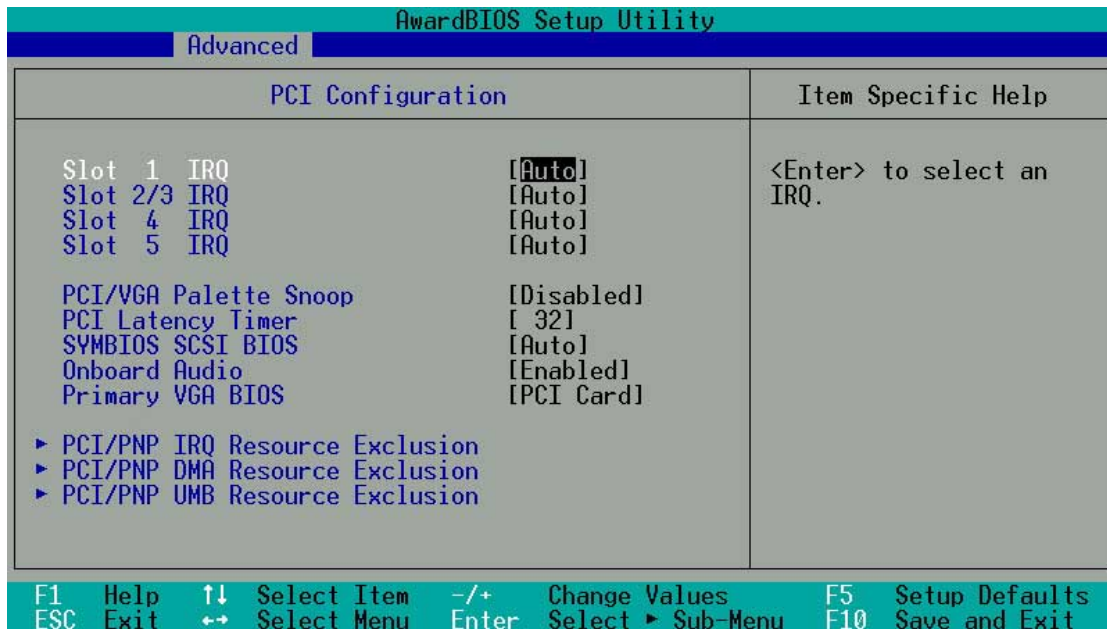 AwardBIOS Setup Utility
Advanced
PCI Configuration
Item Specific Help
Slot 1 IRQ [Auto]
Slot 2/3 IRQ [Auto]
Slot 4 IRQ [Auto]
Slot 5 IRQ [Auto]
PCI/VGA Palette Snoop [Disabled]
PCI Latency Timer [ 32]
SYMBIOS SCSI BIOS [Auto]
Onboard Audio [Enabled]
Primary VGA BIOS [PCI Card]
► PCI/PNP IRQ Resource Exclusion
► PCI/PNP DMA Resource Exclusion
► PCI/PNP UMB Resource Exclusion
<Enter> to select an
IRQ.
F1 Help ↑↓ Select Item -/+ Change Values F5 Setup Defaults
ESC Exit ←→ Select Menu Enter Select ► Sub-Menu F10 Save and Exit